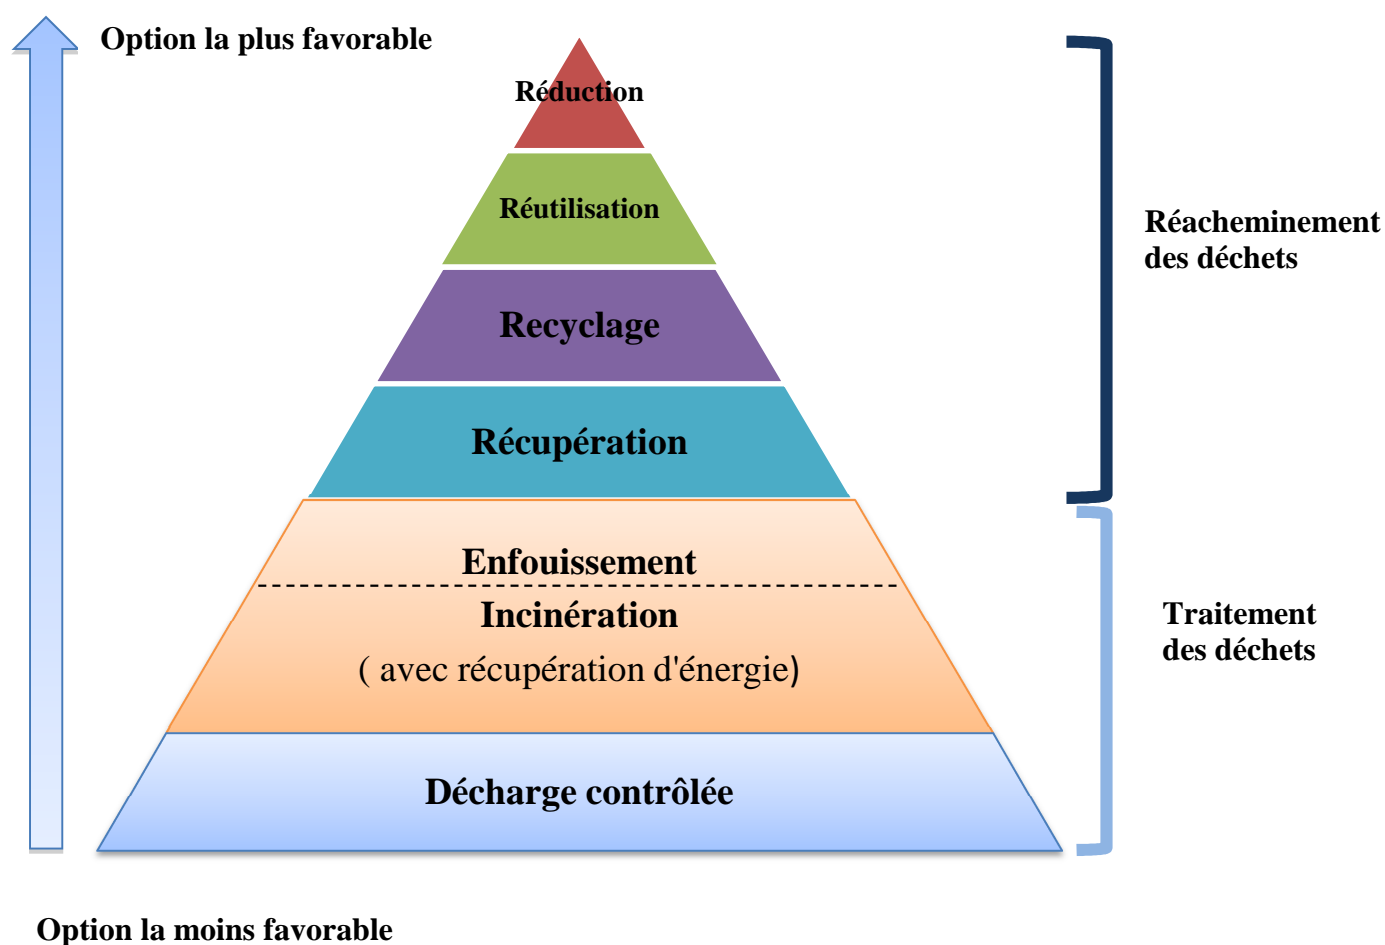 Option la plus favorable
Réduction
Réutilisation
Réacheminement
des déchets
Recyclage
Récupération
Enfouissement
Incinération
( avec récupération d'énergie)
Traitement
des déchets
Décharge contrôlée
Option la moins favorable